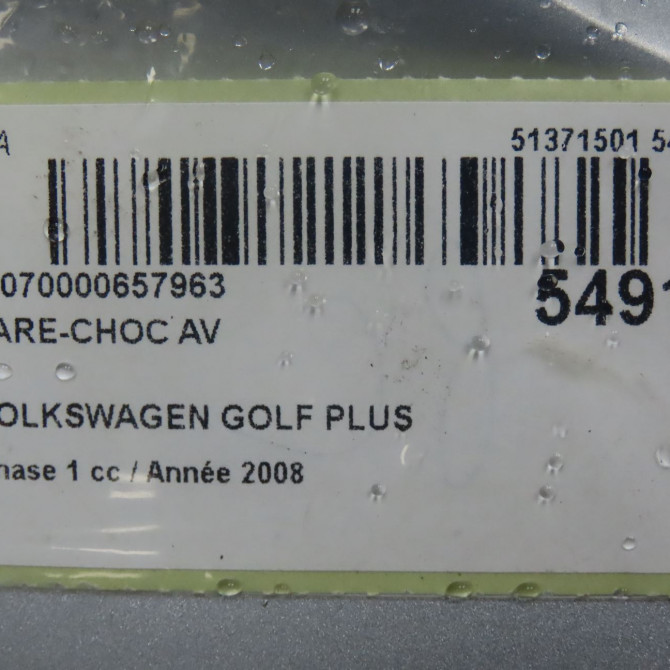 A 51371501 54
070000657963
5491
ARE-CHOC AV
OLKSWAGEN GOLF PLUS
hase 1 cc / Année 2008